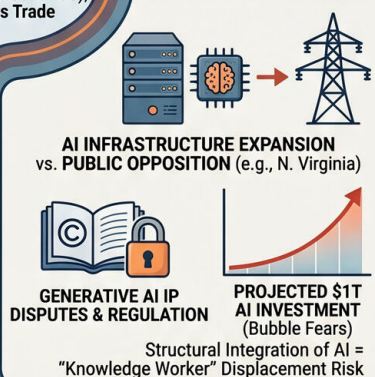 s Trade
AI INFRASTRUCTURE EXPANSION
vs. PUBLIC OPPOSITION (e.g., N. Virginia)
©
GENERATIVE AI IP
DISPUTES & REGULATION
PROJECTED $1T
AI INVESTMENT
(Bubble Fears)
Structural Integration of AI =
“Knowledge Worker” Displacement Risk